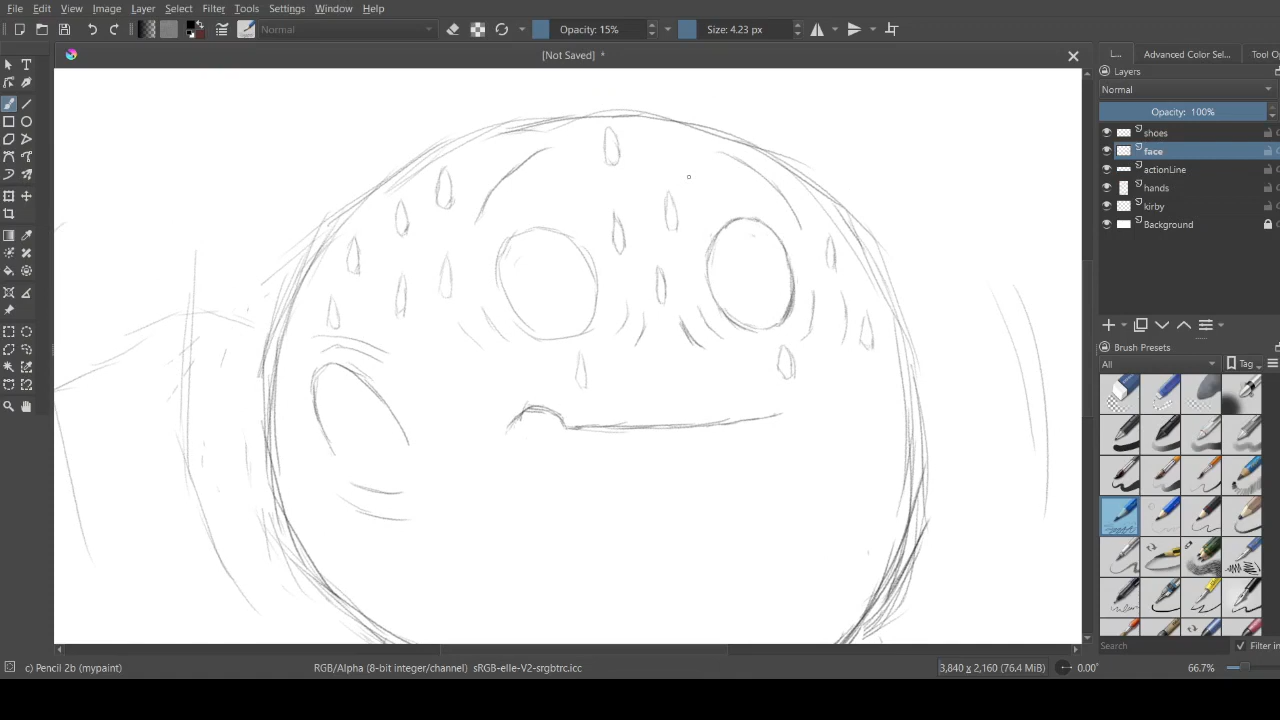 File Edit View Image Layer Select Filter Tools Settings Window Help
Normal Opacity: 15% Size: 4.23 px
[Not Saved] *
Advanced Color Sel... Tool Op
Layers
Normal
Opacity: 100%
shoes
face
actionLine
hands
kirby
Background
Brush Presets
All Tag
Search Filter in
c) Pencil 2b (mypaint) RGB/Alpha (8-bit integer/channel) sRGB-elle-V2-srgbtrc.icc 3,840 x 2,160 (76.4 MiB) 0.00° 66.7%